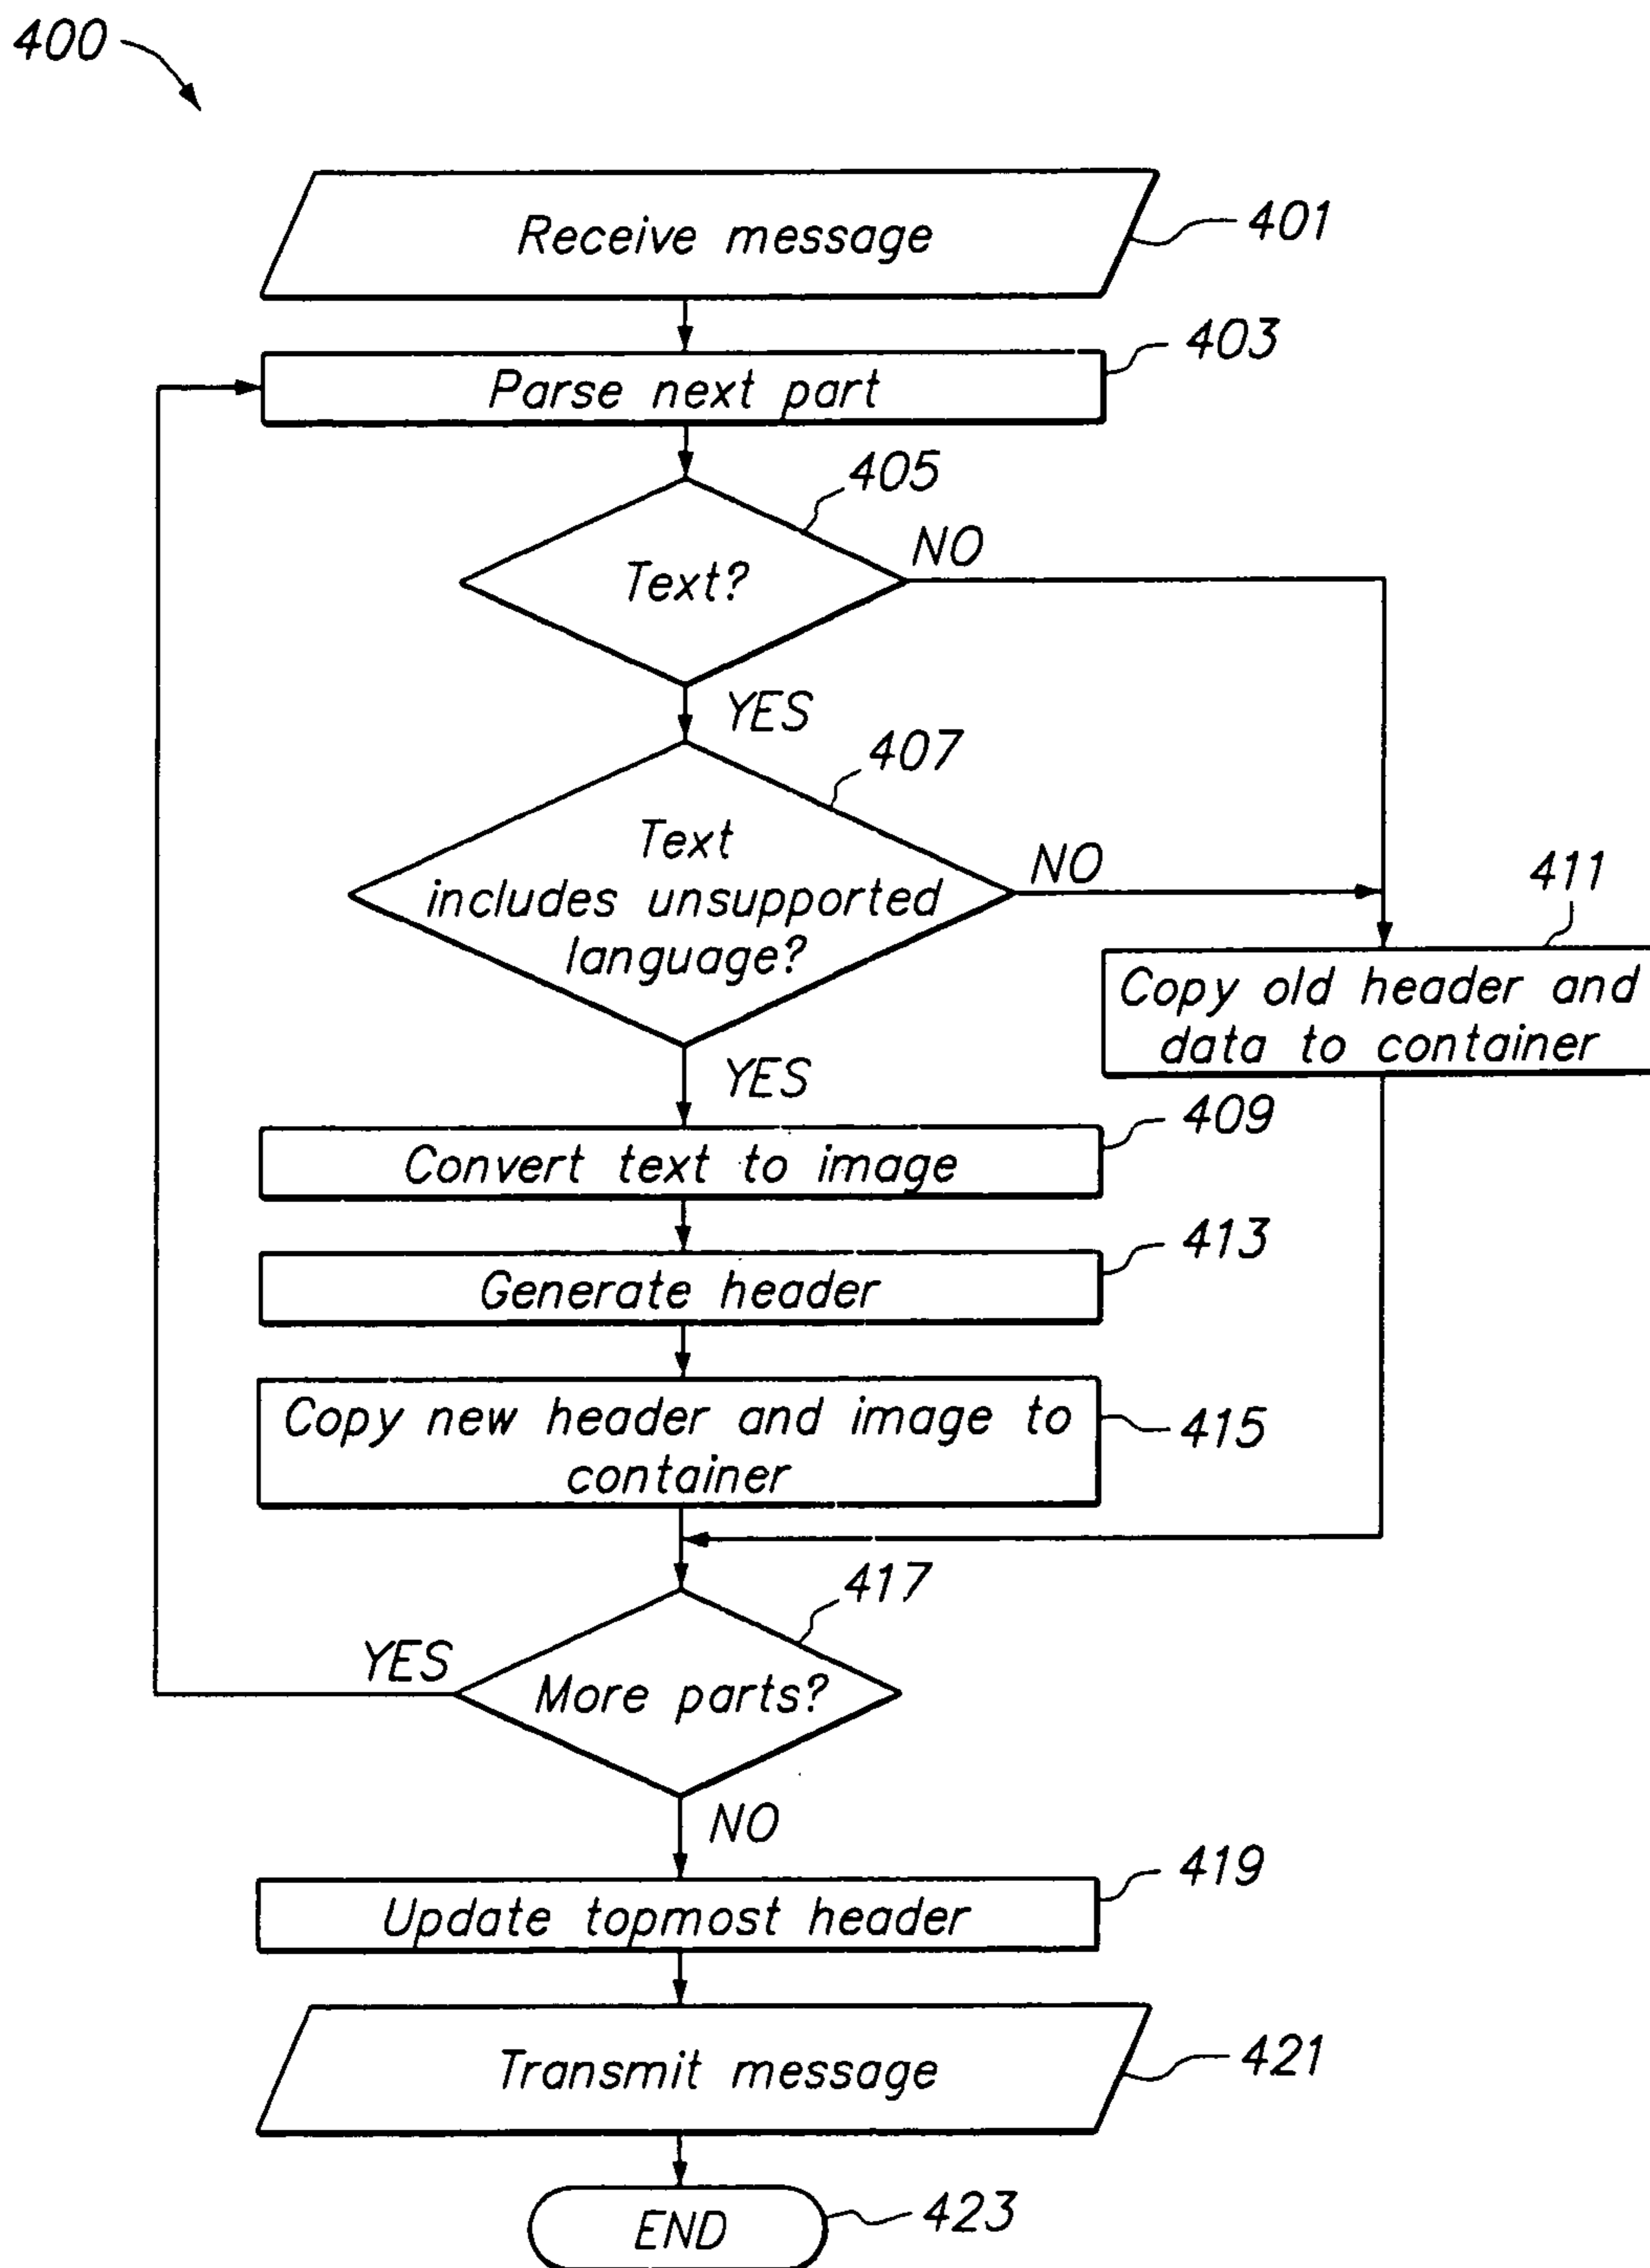 400
Receive message
401
Parse next part
403
405
Text?
NO
YES
407
Text
includes unsupported
language?
NO
411
Copy old header and
data to container
YES
Convert text to image
409
Generate header
413
Copy new header and image to
container
415
417
YES
More parts?
NO
Update topmost header
419
Transmit message
421
END
423